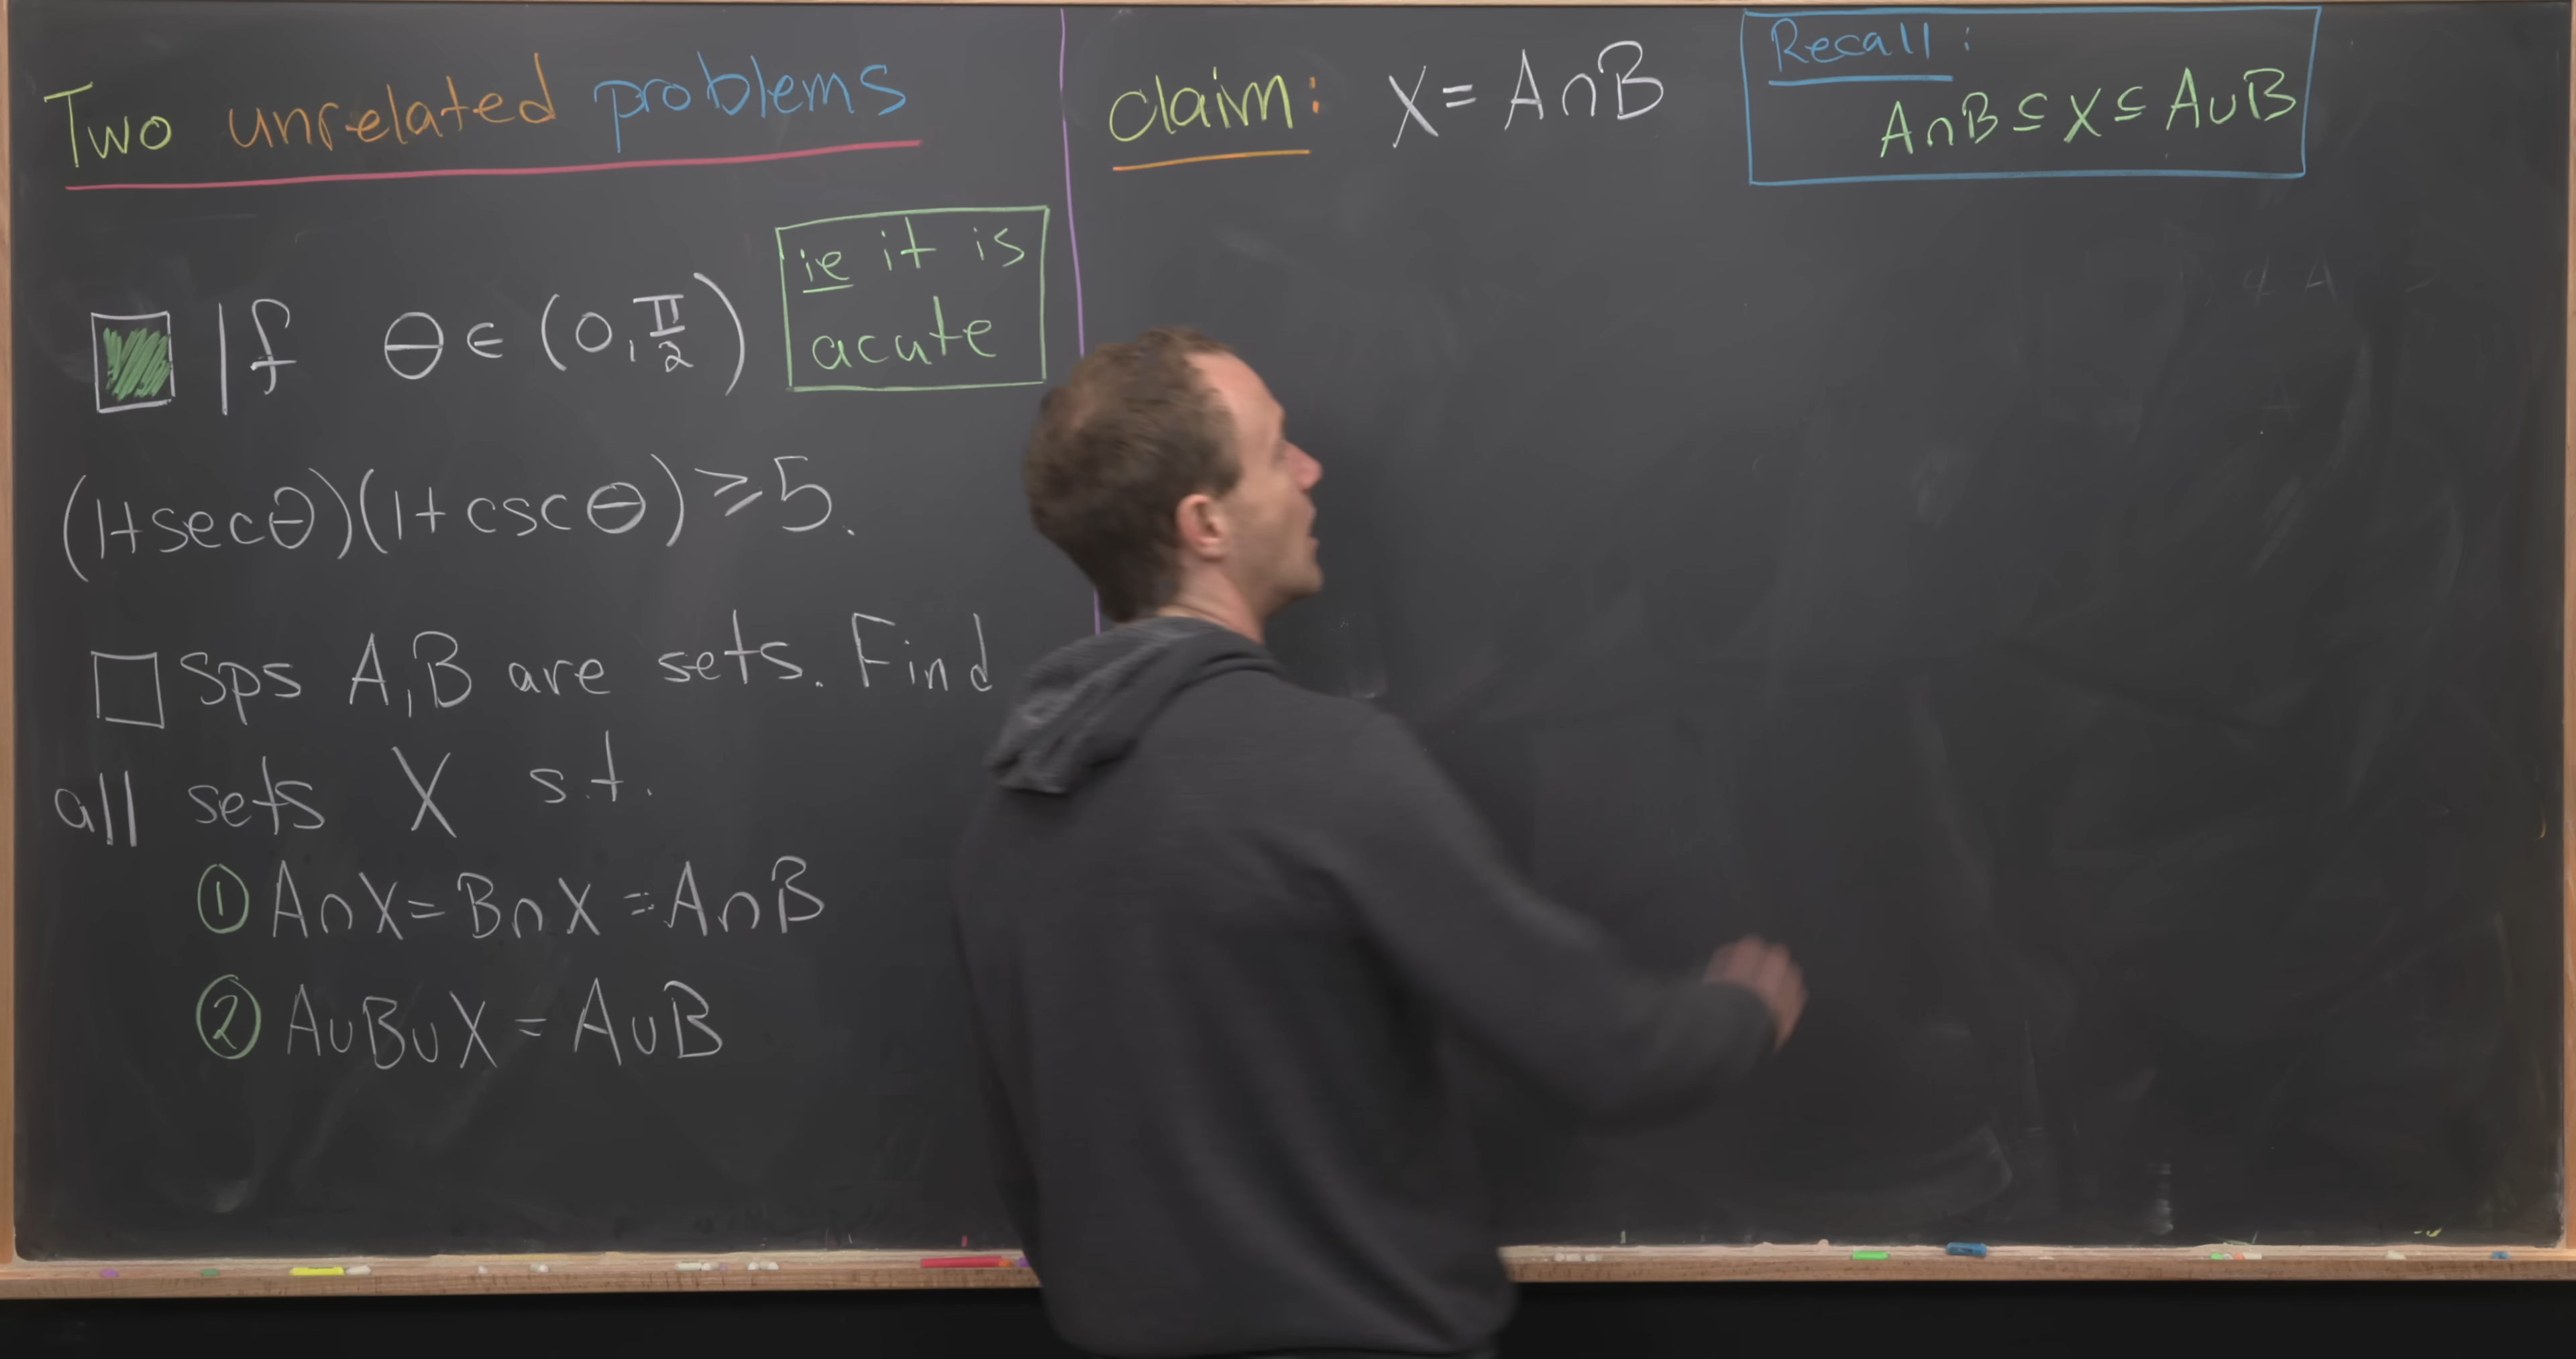 Two unrelated problems
If θ ∈ (0, π/2)
ie it is
acute
(1+secθ)(1+cscθ) ≥ 5.
Sps A,B are sets. Find
all sets X s.t.
① A∩X = B∩X = A∩B
② A∪B∪X = A∪B
Claim: X = A∩B
Recall:
A∩B ⊆ X ⊆ A∪B